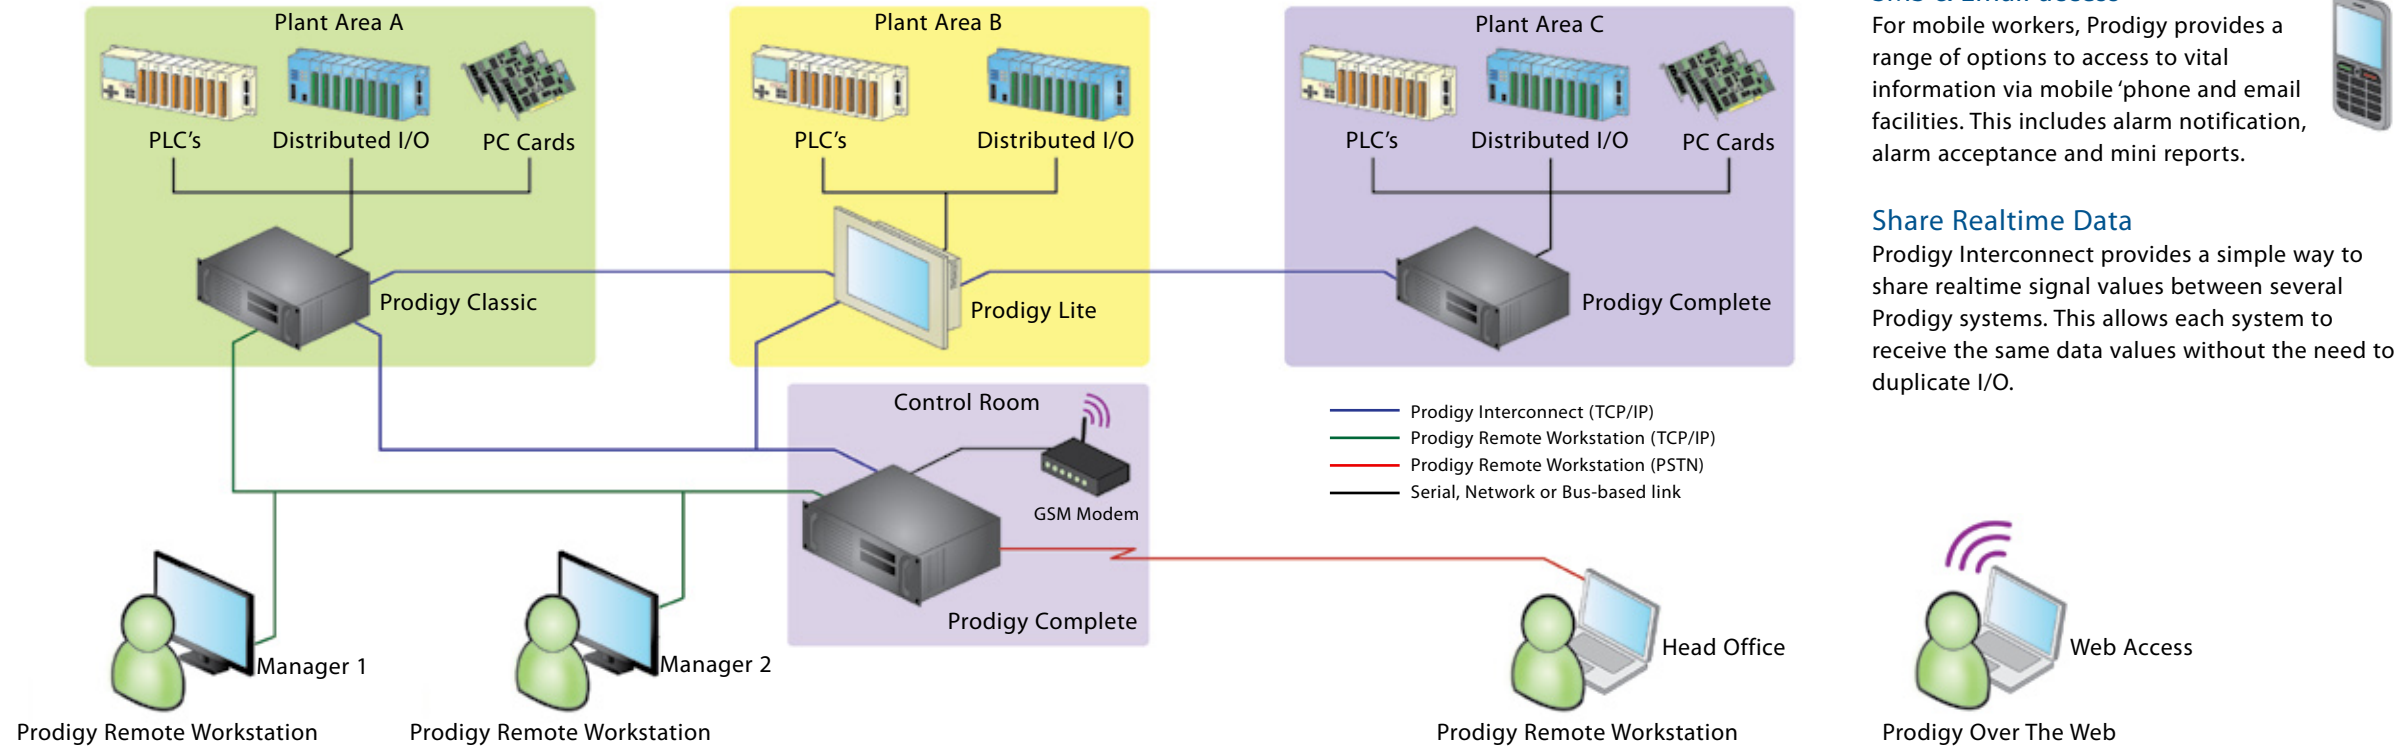 Plant Area A
PLC's
Distributed I/O
PC Cards
Prodigy Classic
Plant Area B
PLC's
Distributed I/O
Prodigy Lite
Plant Area C
PLC's
Distributed I/O
PC Cards
Prodigy Complete
Control Room
GSM Modem
Prodigy Complete
Prodigy Interconnect (TCP/IP)
Prodigy Remote Workstation (TCP/IP)
Prodigy Remote Workstation (PSTN)
Serial, Network or Bus-based link
Manager 1
Prodigy Remote Workstation
Manager 2
Prodigy Remote Workstation
Head Office
Prodigy Remote Workstation
Web Access
Prodigy Over The Web
SMS & Email access
For mobile workers, Prodigy provides a
range of options to access to vital
information via mobile ‘phone and email
facilities. This includes alarm notification,
alarm acceptance and mini reports.
Share Realtime Data
Prodigy Interconnect provides a simple way to
share realtime signal values between several
Prodigy systems. This allows each system to
receive the same data values without the need to
duplicate I/O.